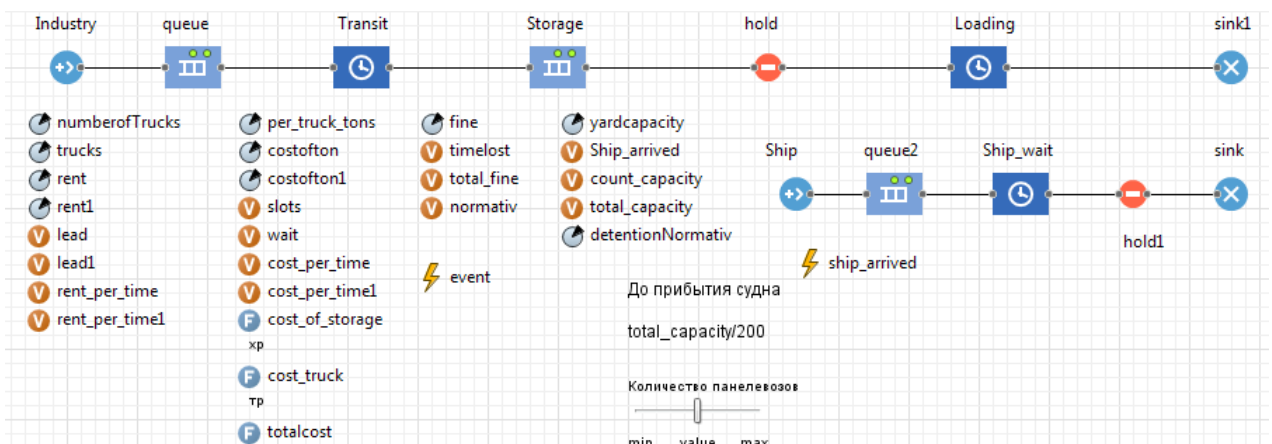 Industry queue Transit Storage hold Loading sink1
numberofTrucks per_truck_tons fine yardcapacity
trucks costofton timelost Ship_arrived Ship queue2 Ship_wait sink
rent costofton1 total_fine count_capacity
rent1 slots normativ total_capacity
lead wait detentionNormativ hold1
lead1 cost_per_time event ship_arrived
rent_per_time cost_per_time1 До прибытия судна
rent_per_time1 cost_of_storage
хр total_capacity/200
cost_truck Количество панелевозов
тр
totalcost min value max